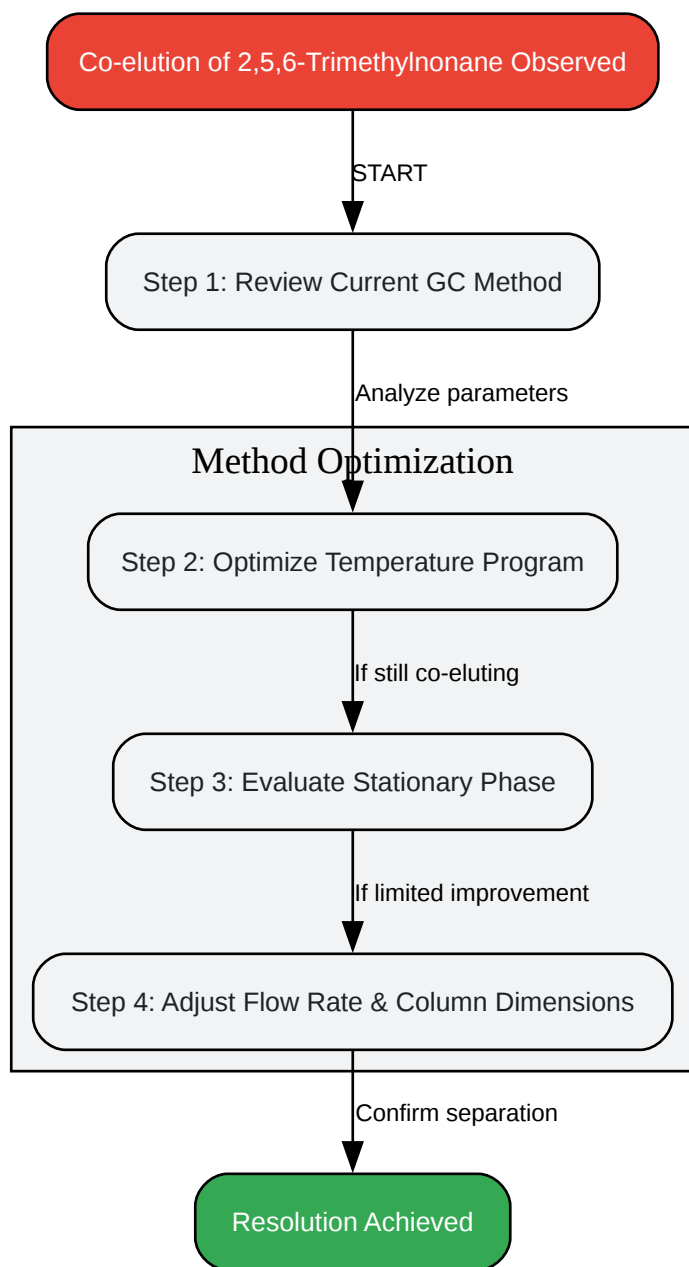 Co-elution of 2,5,6-Trimethylnonane Observed
START
Step 1: Review Current GC Method
Analyze parameters
Method Optimization
Step 2: Optimize Temperature Program
If still co-eluting
Step 3: Evaluate Stationary Phase
If limited improvement
Step 4: Adjust Flow Rate & Column Dimensions
Confirm separation
Resolution Achieved